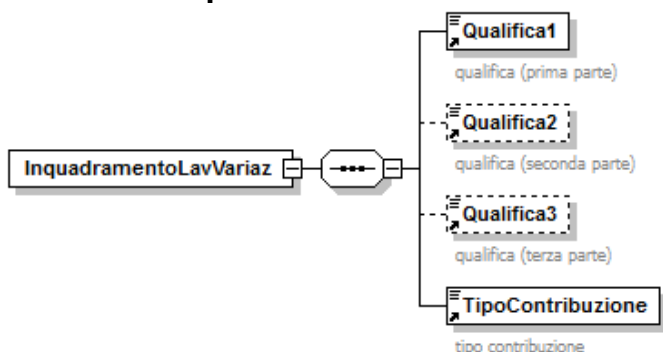 Qualifica1
qualifica (prima parte)
Qualifica2
qualifica (seconda parte)
InquadramentoLavVariaz
Qualifica3
qualifica (terza parte)
TipoContribuzione
tipo contribuzione